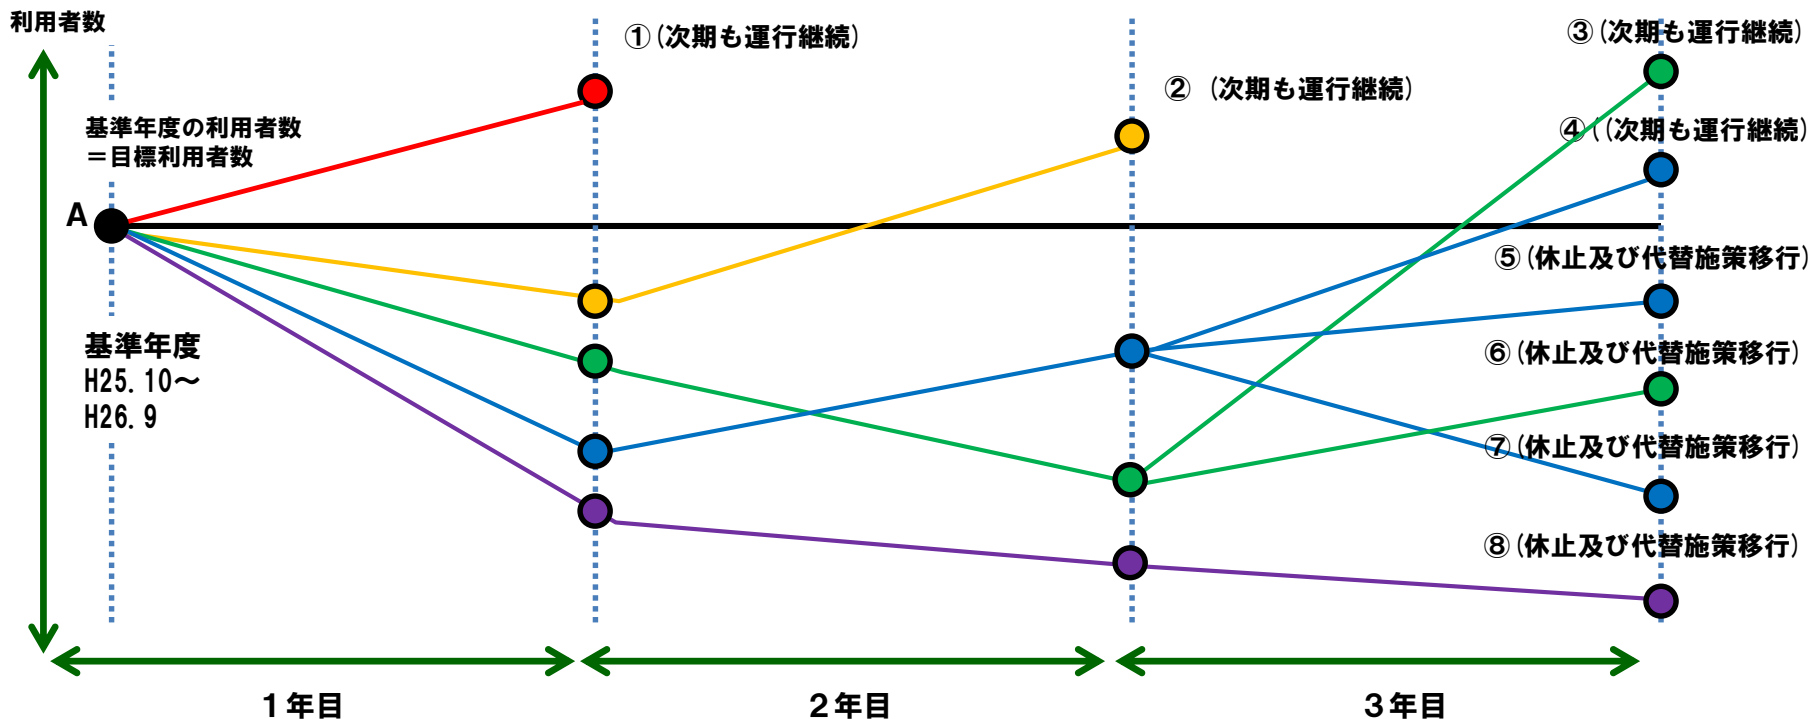 利用者数
①(次期も運行継続)
③(次期も運行継続)
② (次期も運行継続)
基準年度の利用者数
＝目標利用者数
④((次期も運行継続)
A
⑤(休止及び代替施策移行)
基準年度
H25.10～
H26.9
⑥(休止及び代替施策移行)
⑦(休止及び代替施策移行)
⑧(休止及び代替施策移行)
１年目
２年目
３年目